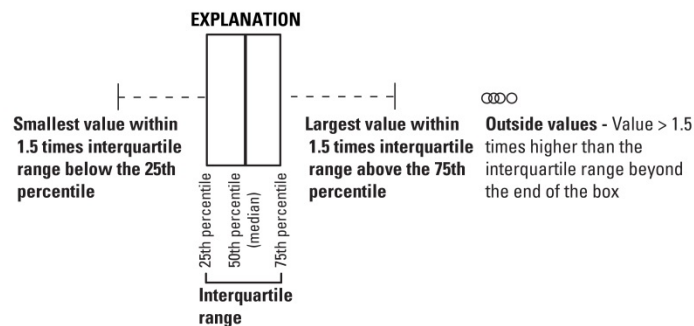 EXPLANATION
Smallest value within
1.5 times interquartile
range below the 25th
percentile
Largest value within
1.5 times interquartile
range above the 75th
percentile
Outside values - Value > 1.5
times higher than the
interquartile range beyond
the end of the box
25th percentile
50th percentile
(median)
75th percentile
Interquartile
range